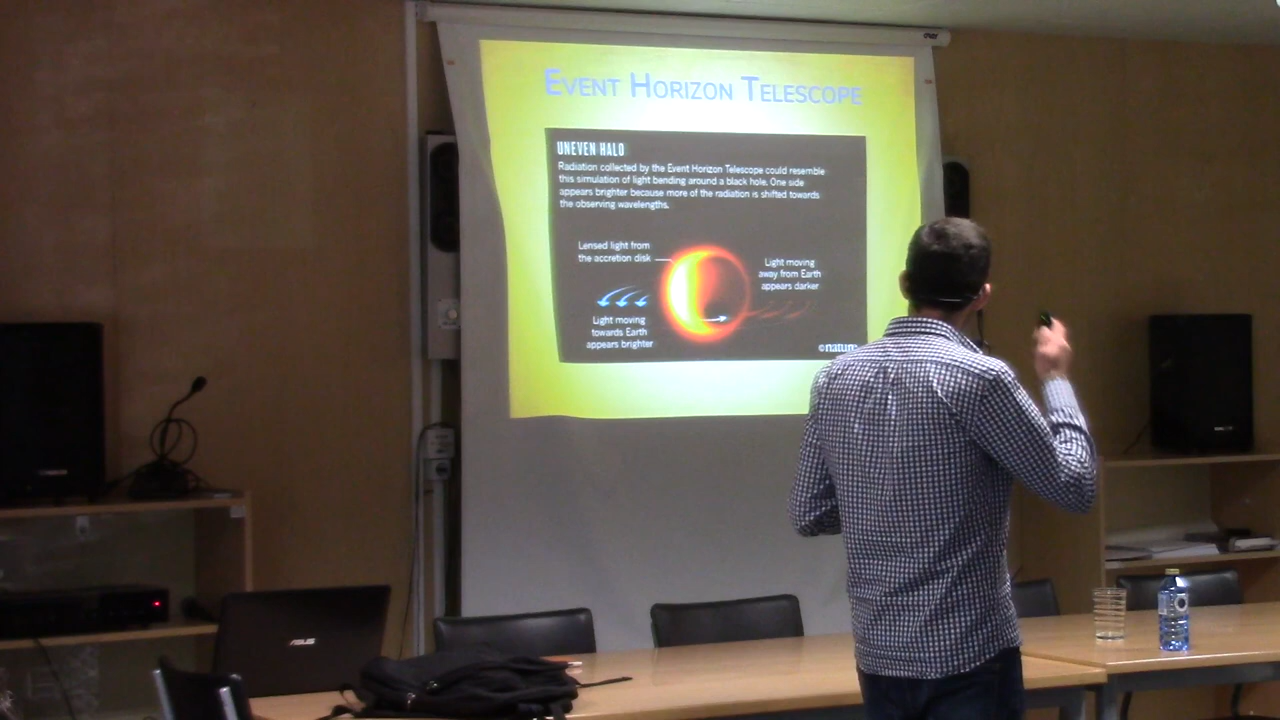 EVENT HORIZON TELESCOPE
UNEVEN HALO
Radiation collected by the Event Horizon Telescope could resemble
this simulation of light bending around a black hole. One side
appears brighter because more of the radiation is shifted towards
the observing wavelengths.
Lensed light from
the accretion disk
Light moving
away from Earth
appears darker
Light moving
towards Earth
appears brighter
©nature
ASUS